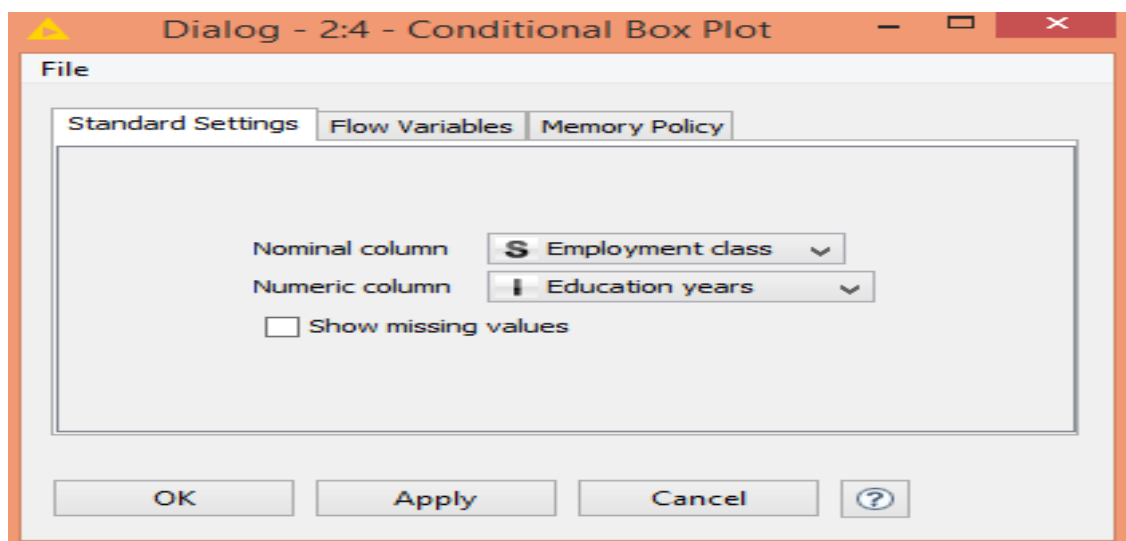 Dialog - 2:4 - Conditional Box Plot
File
Standard Settings Flow Variables Memory Policy
Nominal column S Employment class
Numeric column I Education years
Show missing values
OK Apply Cancel ?